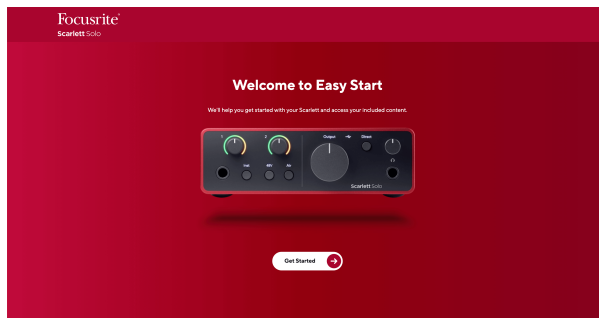 Focusrite®
Scarlett Solo
Welcome to Easy Start
We'll help you get started with your Scarlett and access your included content.
1
2
Output
Direct
Inst
48V
Air
Scarlett Solo
Get Started